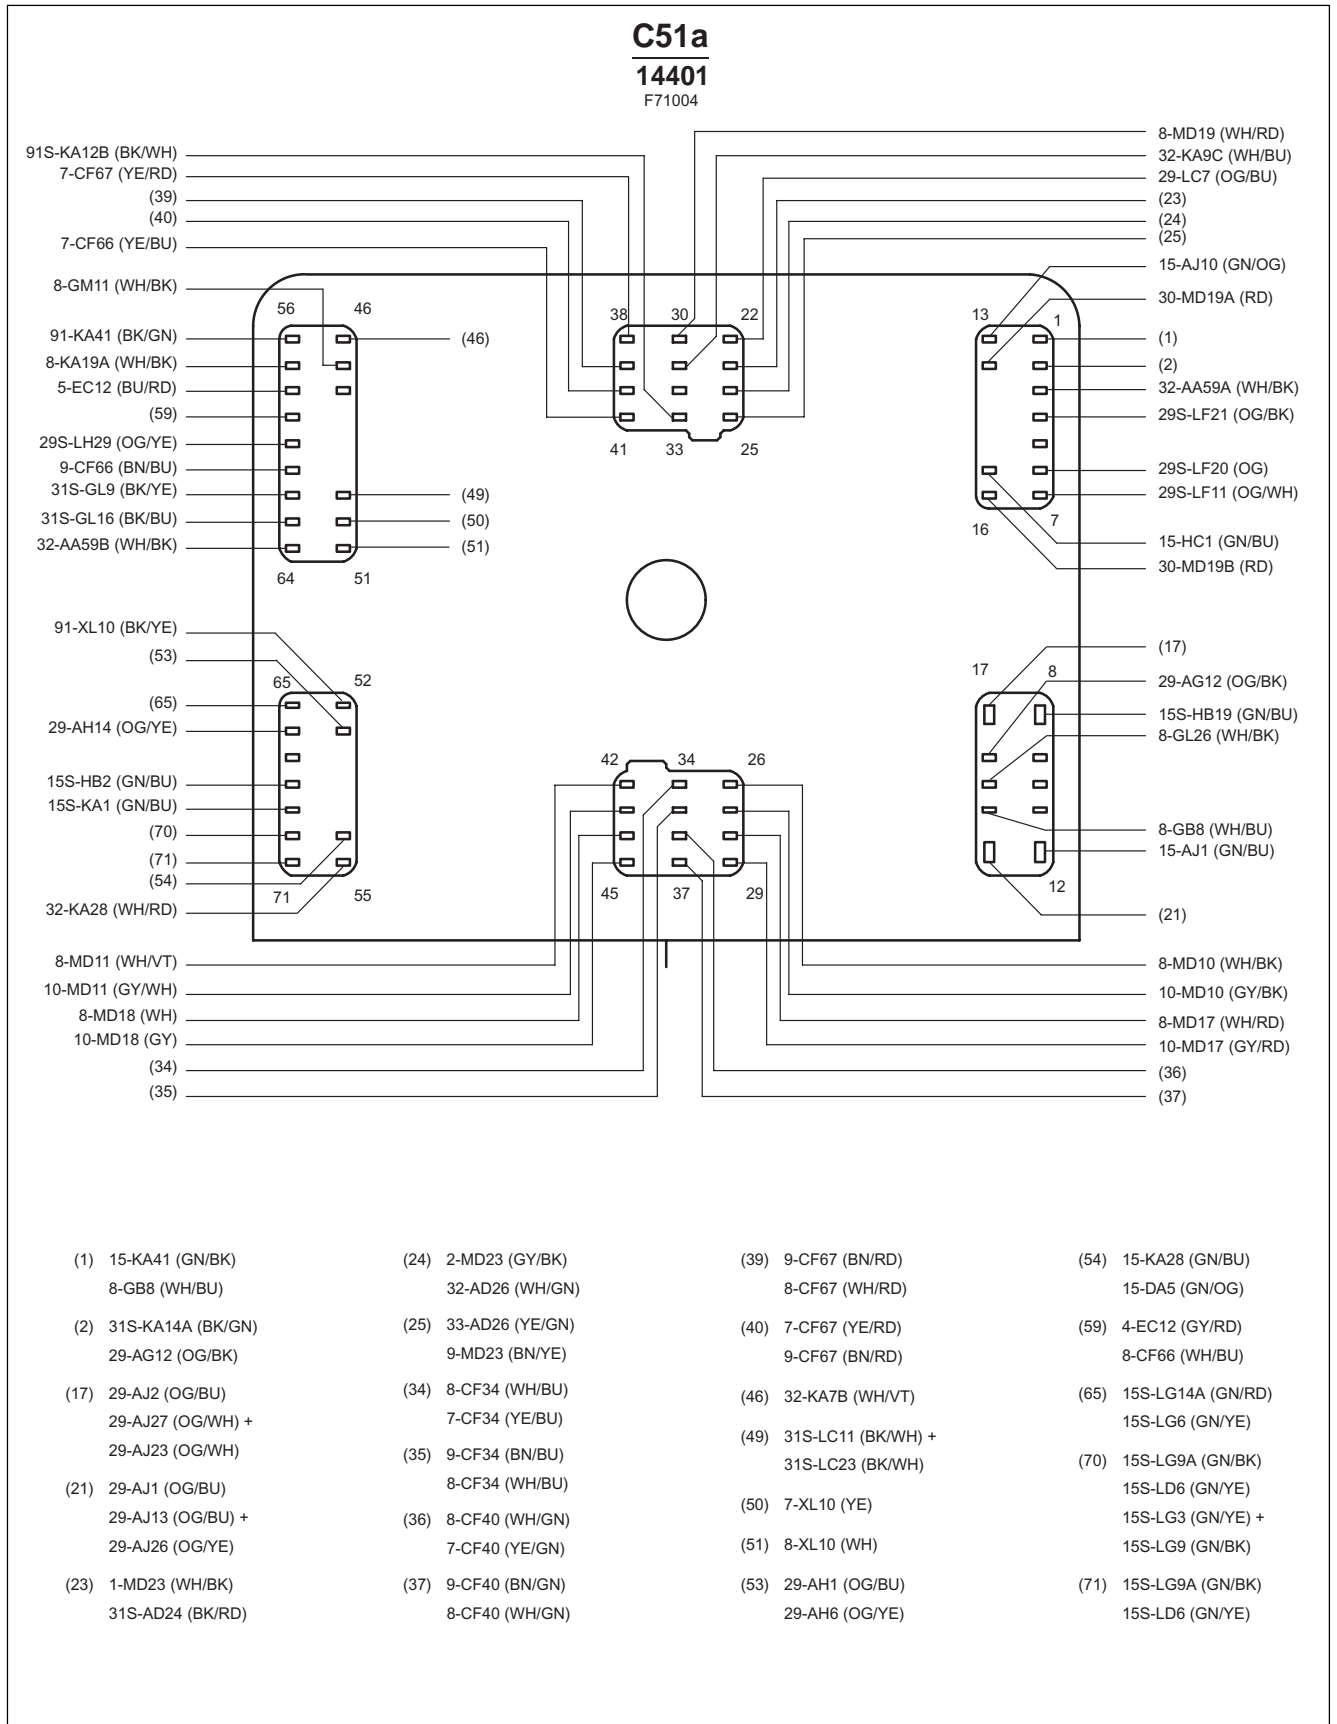 C51a
14401
F71004
91S-KA12B (BK/WH)
7-CF67 (YE/RD)
(39)
(40)
7-CF66 (YE/BU)
8-GM11 (WH/BK)
91-KA41 (BK/GN)
8-KA19A (WH/BK)
5-EC12 (BU/RD)
(59)
29S-LH29 (OG/YE)
9-CF66 (BN/BU)
31S-GL9 (BK/YE)
31S-GL16 (BK/BU)
32-AA59B (WH/BK)
91-XL10 (BK/YE)
(53)
(65)
29-AH14 (OG/YE)
15S-HB2 (GN/BU)
15S-KA1 (GN/BU)
(70)
(71)
(54)
32-KA28 (WH/RD)
8-MD11 (WH/VT)
10-MD11 (GY/WH)
8-MD18 (WH)
10-MD18 (GY)
(34)
(35)
56 46
(46)
(49)
(50)
(51)
64 51
65 52
71 55
38 30 22
41 33 25
42 34 26
45 37 29
13 1
16 7
17 8
12
8-MD19 (WH/RD)
32-KA9C (WH/BU)
29-LC7 (OG/BU)
(23)
(24)
(25)
15-AJ10 (GN/OG)
30-MD19A (RD)
(1)
(2)
32-AA59A (WH/BK)
29S-LF21 (OG/BK)
29S-LF20 (OG)
29S-LF11 (OG/WH)
15-HC1 (GN/BU)
30-MD19B (RD)
(17)
29-AG12 (OG/BK)
15S-HB19 (GN/BU)
8-GL26 (WH/BK)
8-GB8 (WH/BU)
15-AJ1 (GN/BU)
(21)
8-MD10 (WH/BK)
10-MD10 (GY/BK)
8-MD17 (WH/RD)
10-MD17 (GY/RD)
(36)
(37)
(1) 15-KA41 (GN/BK)
8-GB8 (WH/BU)
(2) 31S-KA14A (BK/GN)
29-AG12 (OG/BK)
(17) 29-AJ2 (OG/BU)
29-AJ27 (OG/WH) +
29-AJ23 (OG/WH)
(21) 29-AJ1 (OG/BU)
29-AJ13 (OG/BU) +
29-AJ26 (OG/YE)
(23) 1-MD23 (WH/BK)
31S-AD24 (BK/RD)
(24) 2-MD23 (GY/BK)
32-AD26 (WH/GN)
(25) 33-AD26 (YE/GN)
9-MD23 (BN/YE)
(34) 8-CF34 (WH/BU)
7-CF34 (YE/BU)
(35) 9-CF34 (BN/BU)
8-CF34 (WH/BU)
(36) 8-CF40 (WH/GN)
7-CF40 (YE/GN)
(37) 9-CF40 (BN/GN)
8-CF40 (WH/GN)
(39) 9-CF67 (BN/RD)
8-CF67 (WH/RD)
(40) 7-CF67 (YE/RD)
9-CF67 (BN/RD)
(46) 32-KA7B (WH/VT)
(49) 31S-LC11 (BK/WH) +
31S-LC23 (BK/WH)
(50) 7-XL10 (YE)
(51) 8-XL10 (WH)
(53) 29-AH1 (OG/BU)
29-AH6 (OG/YE)
(54) 15-KA28 (GN/BU)
15-DA5 (GN/OG)
(59) 4-EC12 (GY/RD)
8-CF66 (WH/BU)
(65) 15S-LG14A (GN/RD)
15S-LG6 (GN/YE)
(70) 15S-LG9A (GN/BK)
15S-LD6 (GN/YE)
15S-LG3 (GN/YE) +
15S-LG9 (GN/BK)
(71) 15S-LG9A (GN/BK)
15S-LD6 (GN/YE)